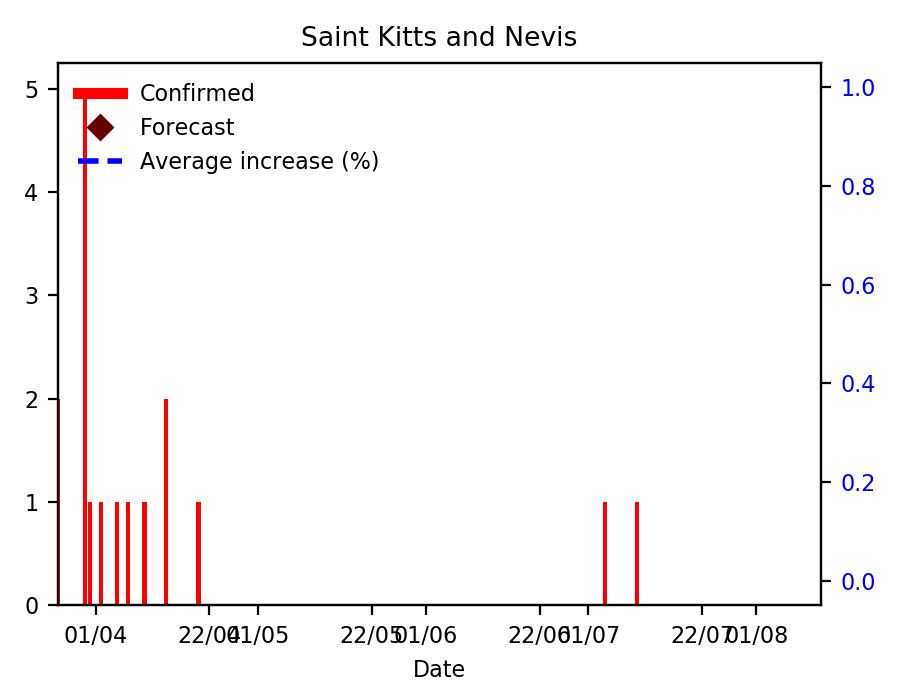 Saint Kitts and Nevis
5
4
3
2
1
0
1.0
0.8
0.6
0.4
0.2
0.0
Confirmed
Forecast
Average increase (%)
01/04 22/04 01/05 22/05 01/06 22/06 01/07 22/07 01/08
Date